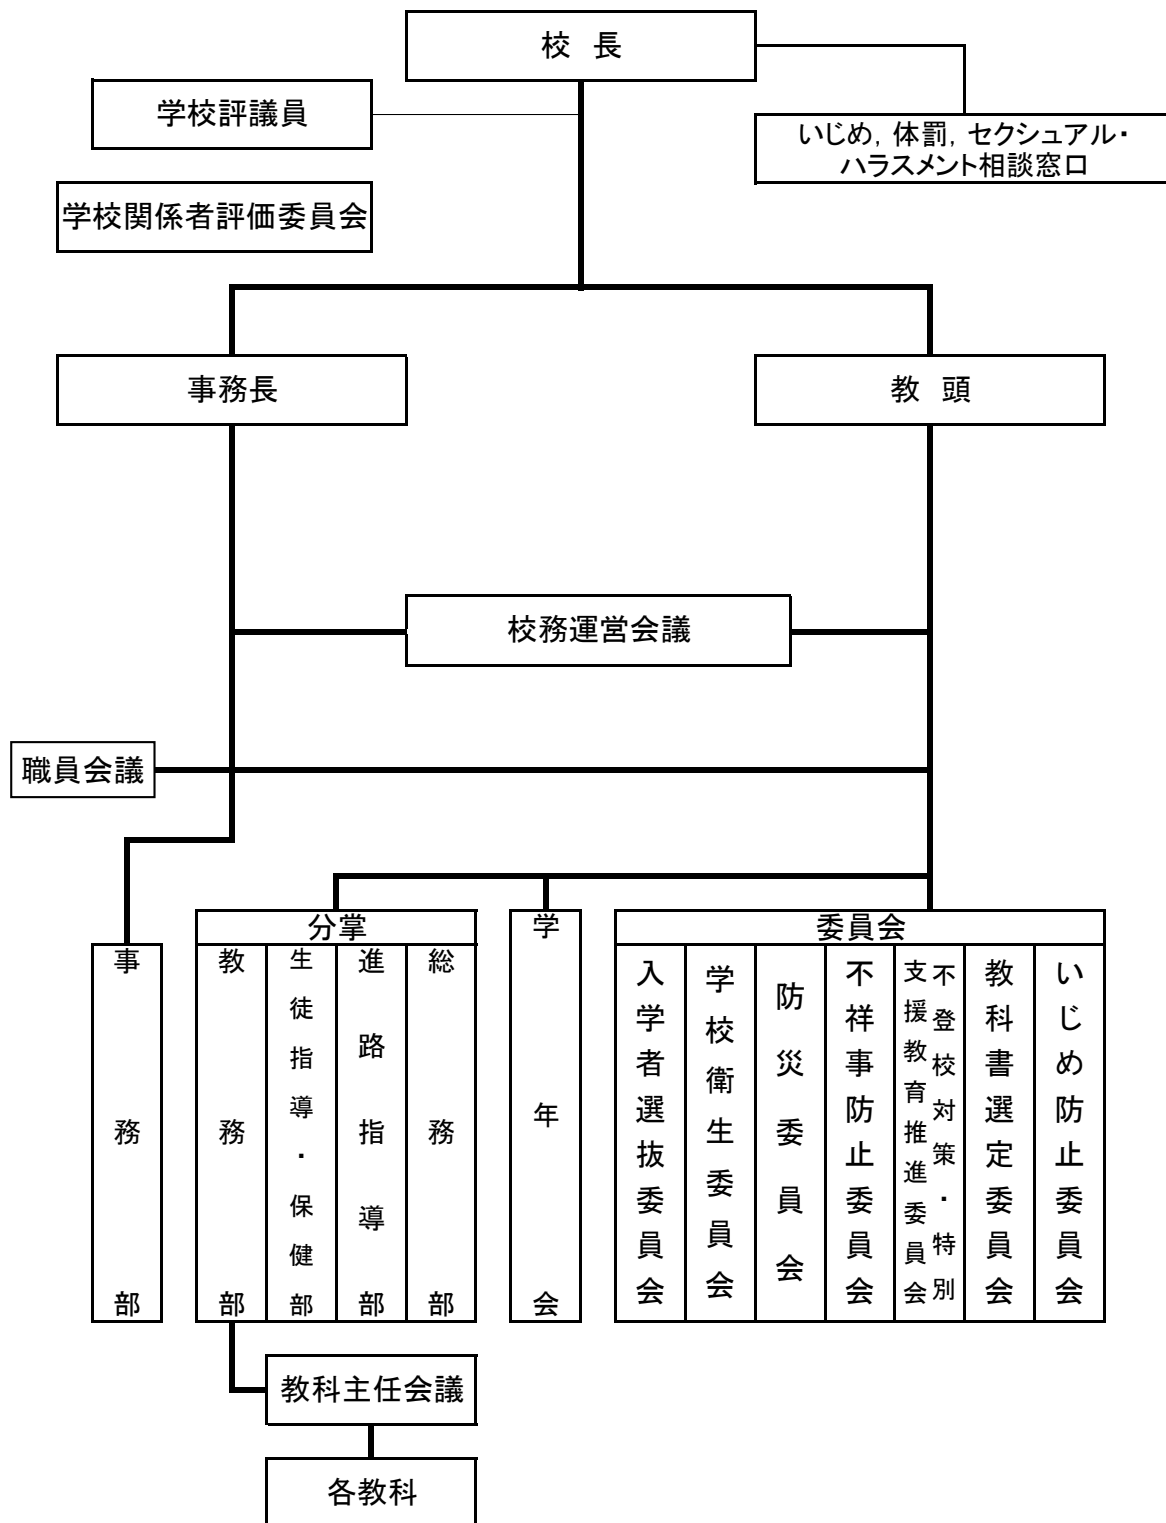 校 長
学校評議員
いじめ, 体罰, セクシュアル・
ハラスメント相談窓口
学校関係者評価委員会
事務長
教 頭
校務運営会議
職員会議
分掌
学年会
委員会
事務部
教務部
生徒指導・保健部
進路指導部
総務部
入学者選抜委員会
学校衛生委員会
防災委員会
不祥事防止委員会
不登校対策・特別
支援教育推進委員会
教科書選定委員会
いじめ防止委員会
教科主任会議
各教科